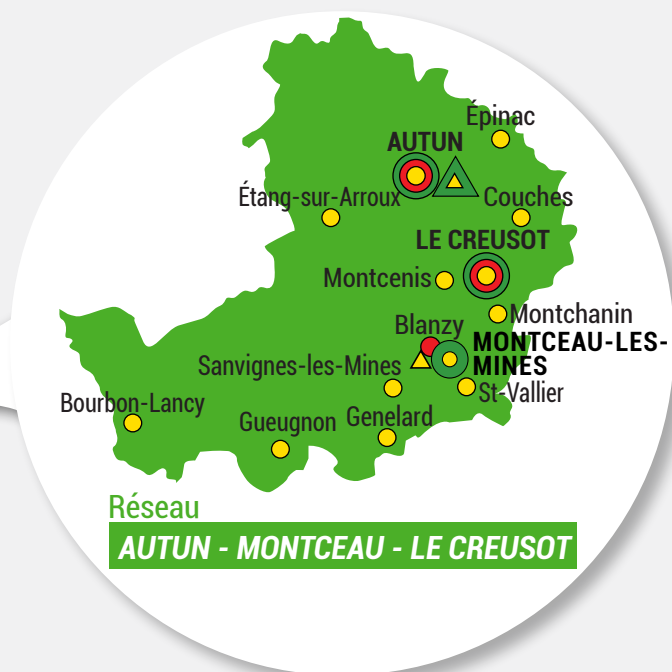 Épinac
AUTUN
Étang-sur-Arroux
Couches
LE CREUSOT
Montcenis
Montchanin
Blanzy
MONTCEAU-LES-
MINES
Sanvignes-les-Mines
St-Vallier
Bourbon-Lancy
Gueugnon
Genelard
Réseau
AUTUN - MONTCEAU - LE CREUSOT